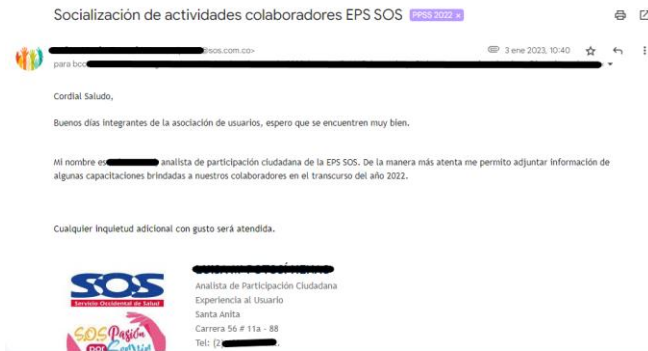 Socialización de actividades colaboradores EPS SOS PPSS 2022 ×
@sos.com.co>
3 ene 2023, 10:40
para bcc
Cordial Saludo,
Buenos días integrantes de la asociación de usuarios, espero que se encuentren muy bien.
Mi nombre es analista de participación ciudadana de la EPS SOS. De la manera más atenta me permito adjuntar información de
algunas capacitaciones brindadas a nuestros colaboradores en el transcurso del año 2022.
Cualquier inquietud adicional con gusto será atendida.
SOS
Servicio Occidental de Salud
S.O.S Pasión
por
Servir
Analista de Participación Ciudadana
Experiencia al Usuario
Santa Anita
Carrera 56 # 11a - 88
Tel: (2)